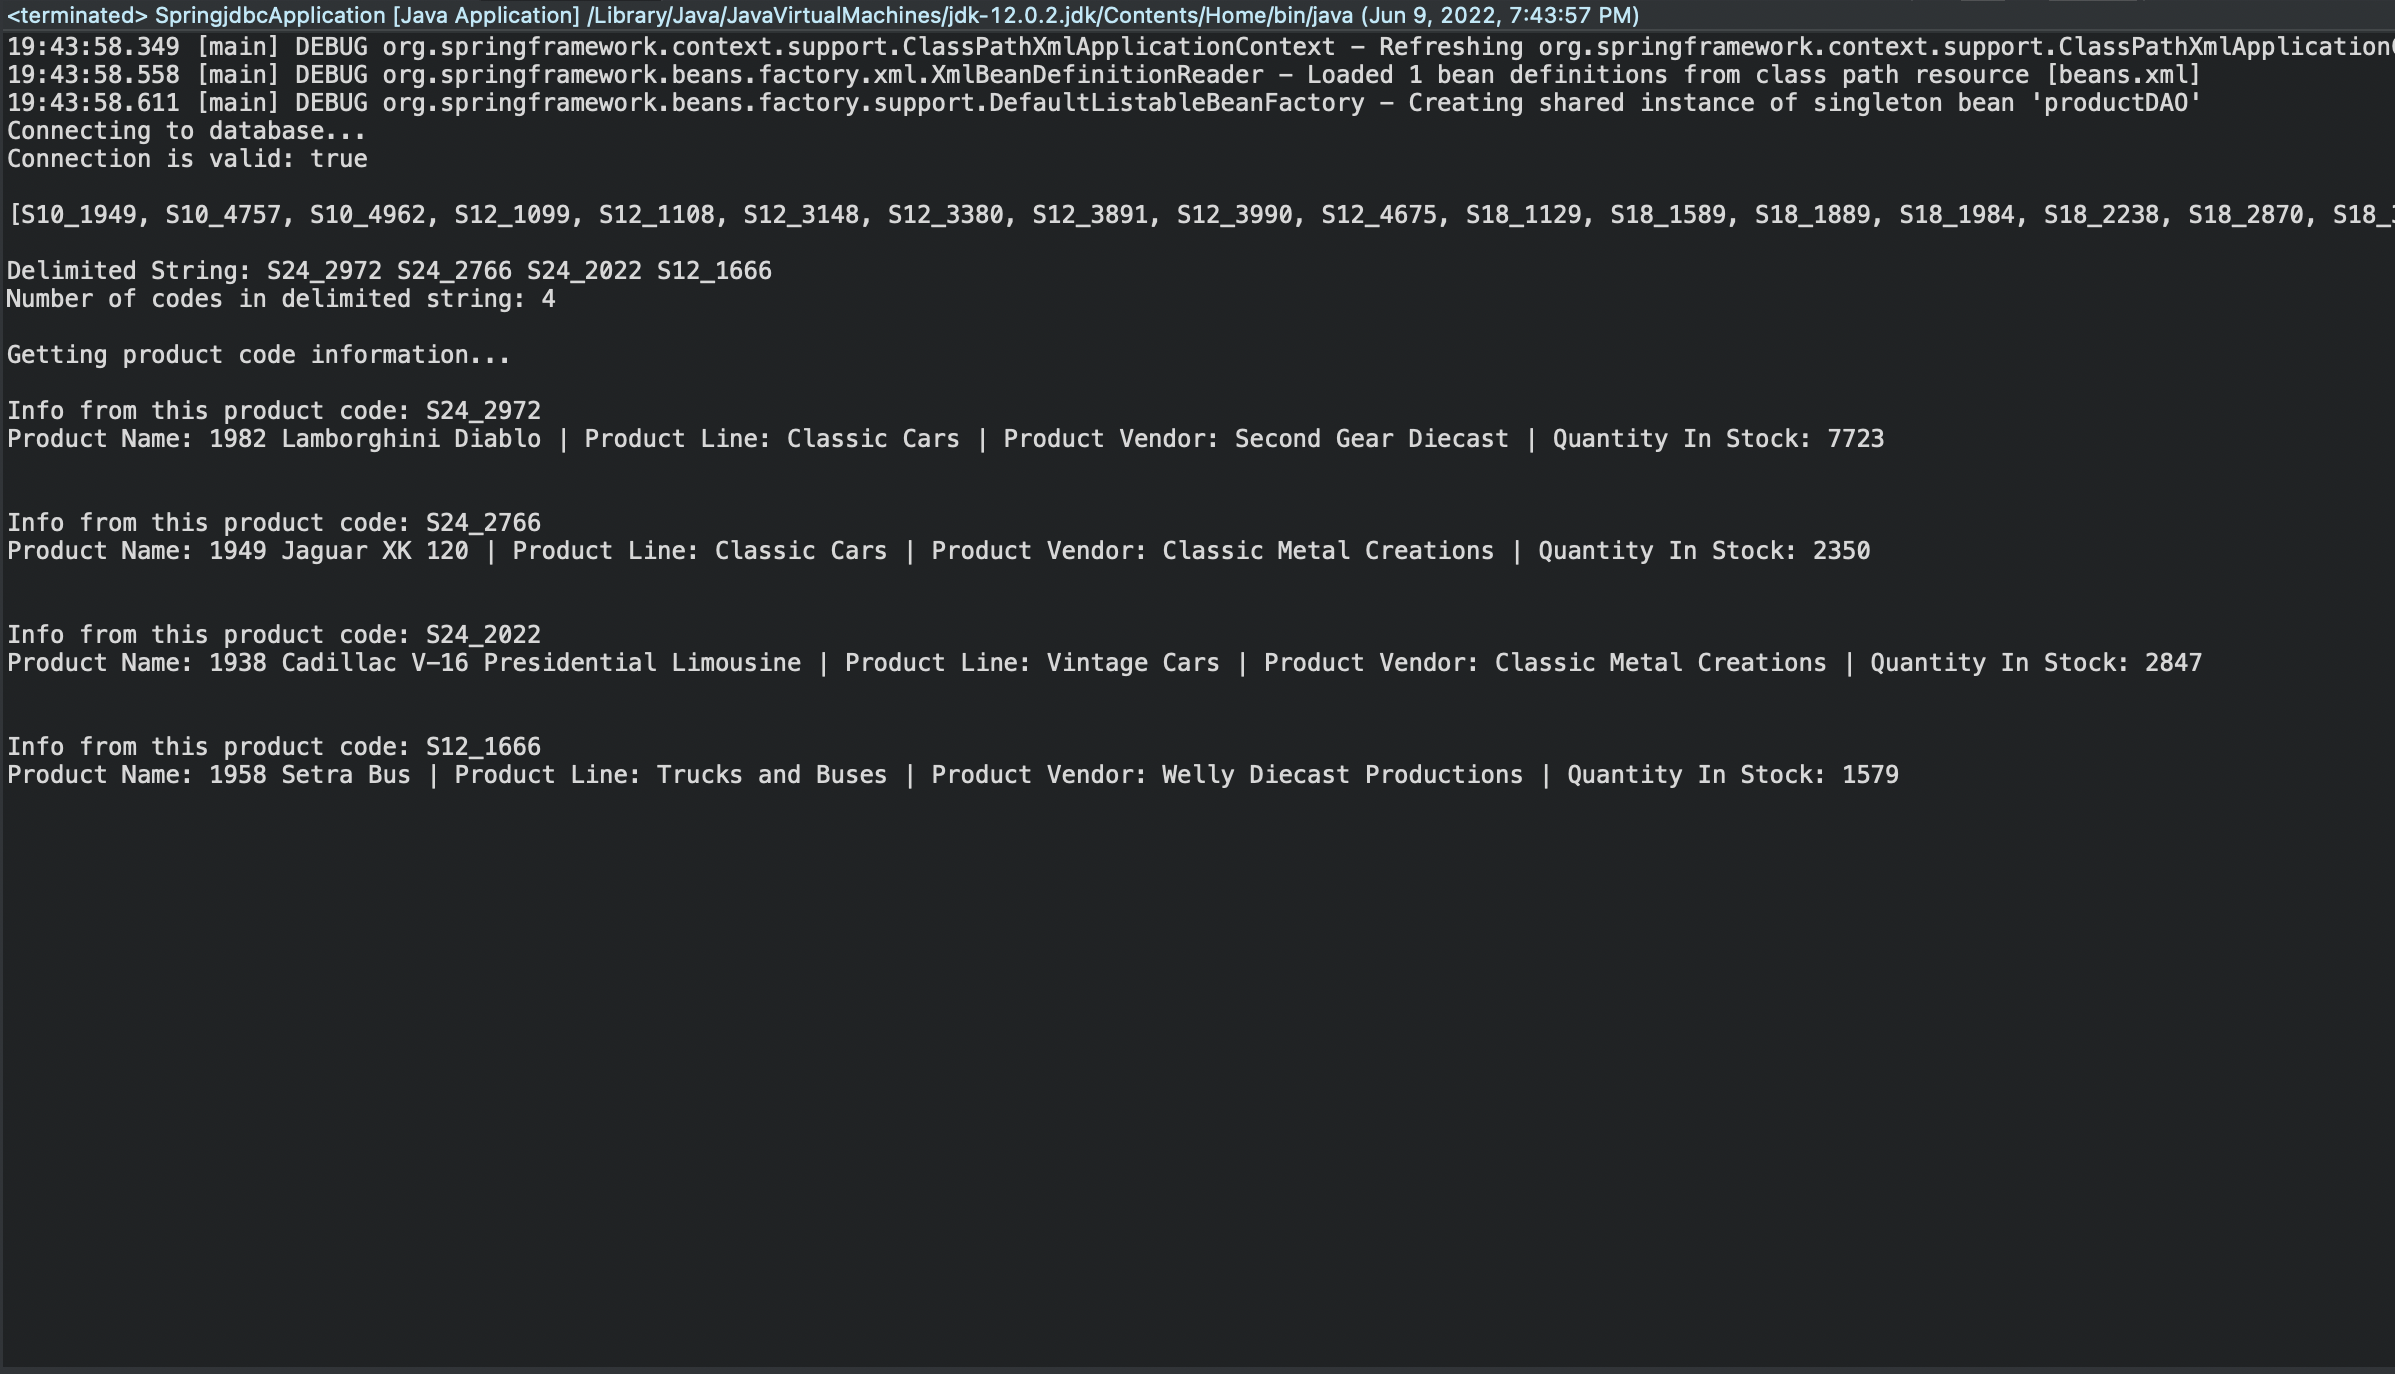 <terminated> SpringjdbcApplication [Java Application] /Library/Java/JavaVirtualMachines/jdk-12.0.2.jdk/Contents/Home/bin/java (Jun 9, 2022, 7:43:57 PM)
19:43:58.349 [main] DEBUG org.springframework.context.support.ClassPathXmlApplicationContext – Refreshing org.springframework.context.support.ClassPathXmlApplication
19:43:58.558 [main] DEBUG org.springframework.beans.factory.xml.XmlBeanDefinitionReader – Loaded 1 bean definitions from class path resource [beans.xml]
19:43:58.611 [main] DEBUG org.springframework.beans.factory.support.DefaultListableBeanFactory – Creating shared instance of singleton bean 'productDAO'
Connecting to database...
Connection is valid: true
[S10_1949, S10_4757, S10_4962, S12_1099, S12_1108, S12_3148, S12_3380, S12_3891, S12_3990, S12_4675, S18_1129, S18_1589, S18_1889, S18_1984, S18_2238, S18_2870, S18_
Delimited String: S24_2972 S24_2766 S24_2022 S12_1666
Number of codes in delimited string: 4
Getting product code information...
Info from this product code: S24_2972
Product Name: 1982 Lamborghini Diablo | Product Line: Classic Cars | Product Vendor: Second Gear Diecast | Quantity In Stock: 7723
Info from this product code: S24_2766
Product Name: 1949 Jaguar XK 120 | Product Line: Classic Cars | Product Vendor: Classic Metal Creations | Quantity In Stock: 2350
Info from this product code: S24_2022
Product Name: 1938 Cadillac V–16 Presidential Limousine | Product Line: Vintage Cars | Product Vendor: Classic Metal Creations | Quantity In Stock: 2847
Info from this product code: S12_1666
Product Name: 1958 Setra Bus | Product Line: Trucks and Buses | Product Vendor: Welly Diecast Productions | Quantity In Stock: 1579